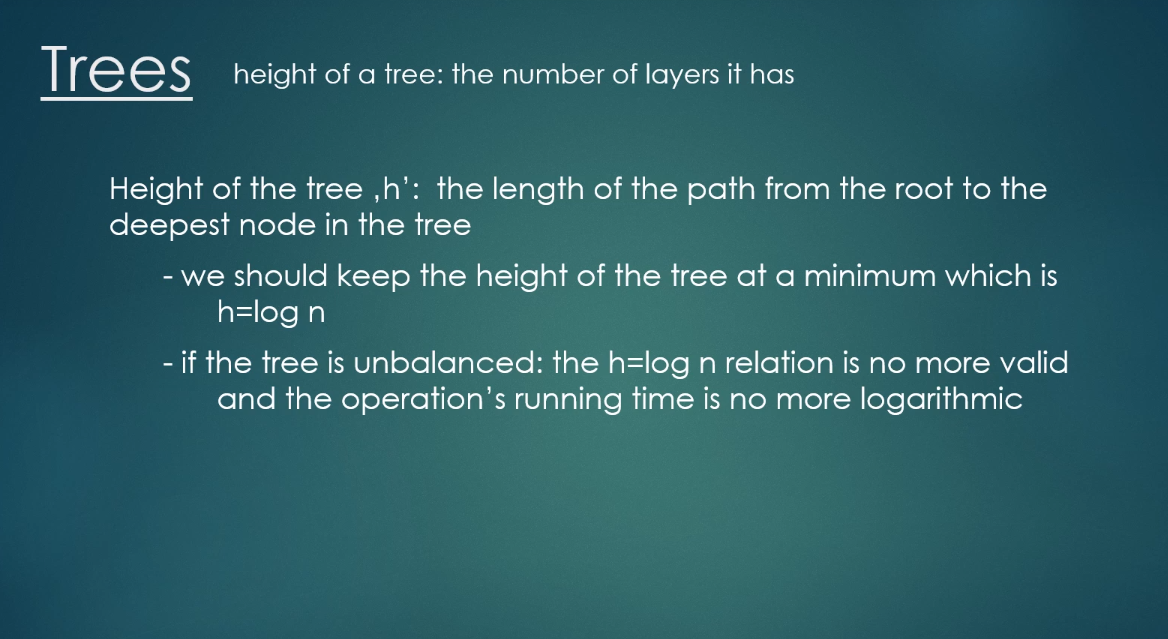 Trees height of a tree: the number of layers it has
Height of the tree ‚h’: the length of the path from the root to the
deepest node in the tree
- we should keep the height of the tree at a minimum which is
h=log n
- if the tree is unbalanced: the h=log n relation is no more valid
and the operation’s running time is no more logarithmic